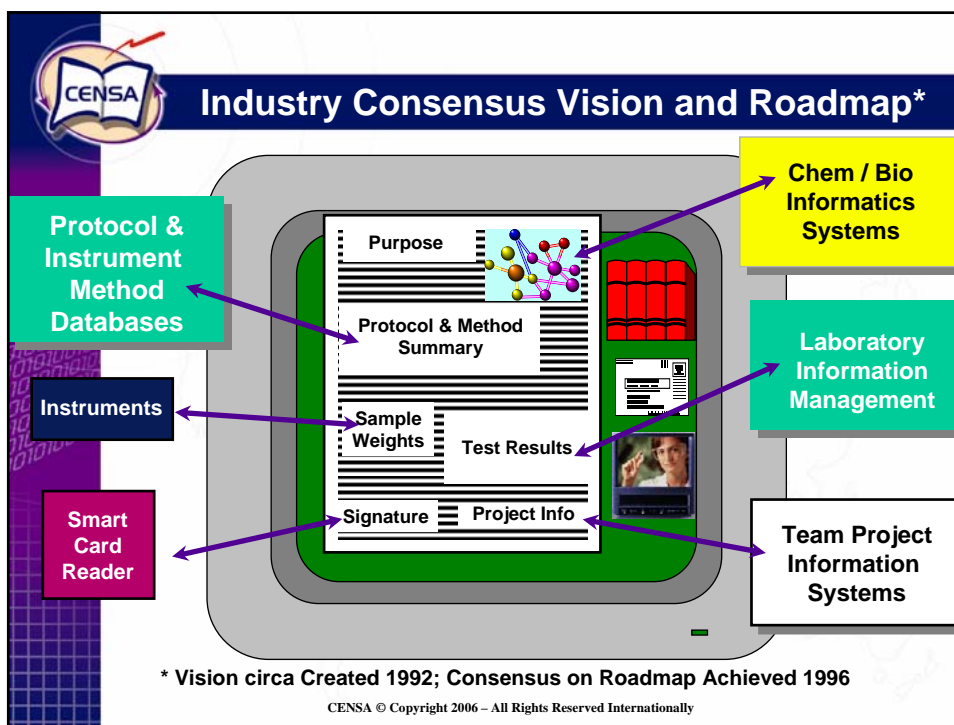 CENSA
Industry Consensus Vision and Roadmap*
Chem / Bio
Informatics
Systems
Protocol &
Instrument
Method
Databases
Purpose
Protocol & Method
Summary
Laboratory
Information
Management
Instruments
Sample
Weights
Test Results
Smart
Card
Reader
Signature
Project Info
Team Project
Information
Systems
* Vision circa Created 1992; Consensus on Roadmap Achieved 1996
CENSA © Copyright 2006 – All Rights Reserved Internationally